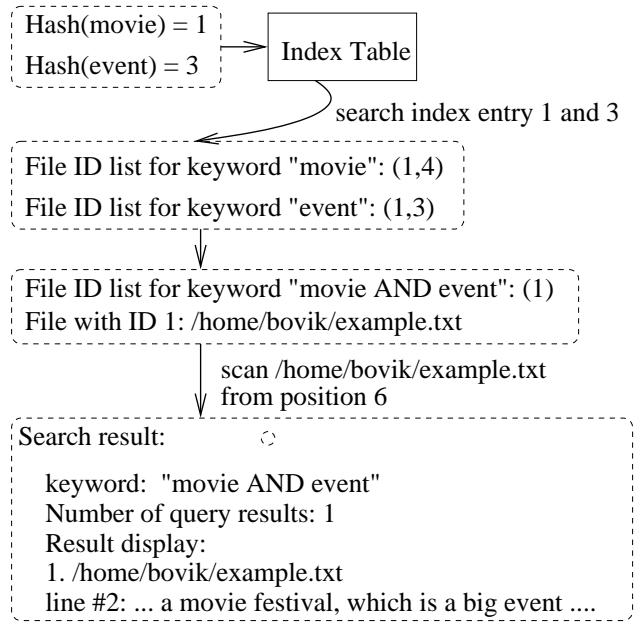 Hash(movie) = 1
Hash(event) = 3
Index Table
search index entry 1 and 3
File ID list for keyword "movie": (1,4)
File ID list for keyword "event": (1,3)
File ID list for keyword "movie AND event": (1)
File with ID 1: /home/bovik/example.txt
scan /home/bovik/example.txt
from position 6
Search result:
keyword: "movie AND event"
Number of query results: 1
Result display:
1. /home/bovik/example.txt
line #2: ... a movie festival, which is a big event ....